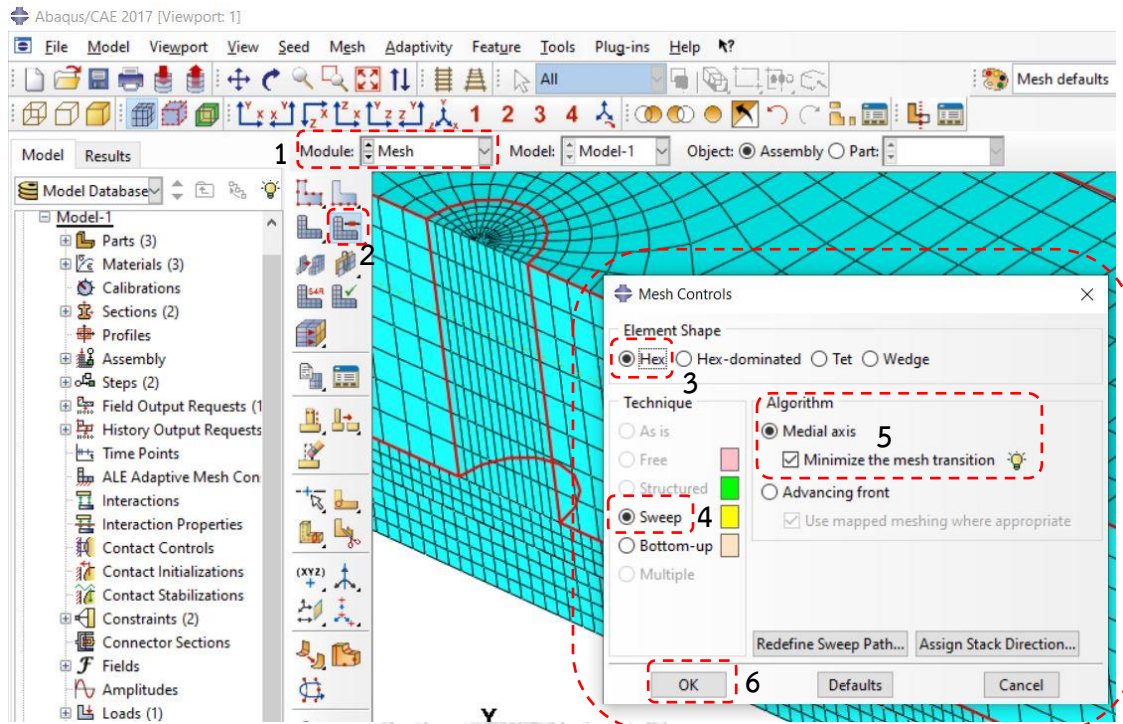 Abaqus/CAE 2017 [Viewport: 1]
File Model Viewport View Seed Mesh Adaptivity Feature Tools Plug-ins Help
All
Mesh defaults
1 2 3 4
Model Results
1 Module: Mesh Model: Model-1 Object: Assembly Part:
Model Database
2
Model-1
Parts (3)
Materials (3)
Calibrations
Sections (2)
Profiles
Assembly
Steps (2)
Field Output Requests (1
History Output Requests
Time Points
ALE Adaptive Mesh Con
Interactions
Interaction Properties
Contact Controls
Contact Initializations
Contact Stabilizations
Constraints (2)
Connector Sections
Fields
Amplitudes
Loads (1)
(XYZ)
Y
Mesh Controls
Element Shape
Hex Hex-dominated Tet Wedge
3
Technique
As is
Free
Structured
Sweep 4
Bottom-up
Multiple
Algorithm
Medial axis 5
Minimize the mesh transition
Advancing front
Use mapped meshing where appropriate
Redefine Sweep Path... Assign Stack Direction...
OK 6 Defaults Cancel